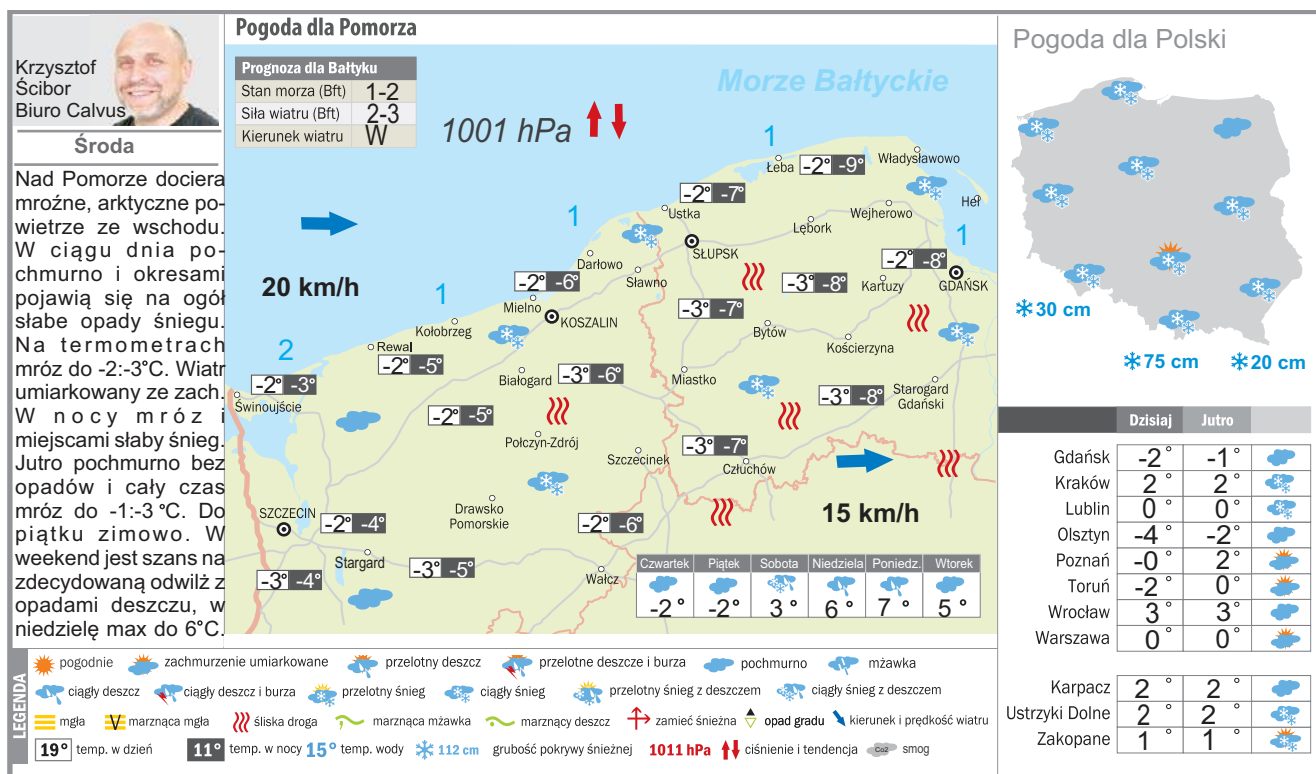 Krzysztof
Ścibor
Biuro Calvus
Środa
Nad Pomorze dociera
mroźne, arktyczne po-
wietrze ze wschodu.
W ciągu dnia po-
chmurno i okresami
pojawią się na ogół
słabe opady śniegu.
Na termometrach
mróz do -2:-3°C. Wiatr
umiarkowany ze zach.
W nocy mróz i
miejscami słaby śnieg.
Jutro pochmurno bez
opadów i cały czas
mróz do -1:-3 °C. Do
piątku zimowo. W
weekend jest szans na
zdecydowaną odwilż z
opadami deszczu, w
niedzielę max do 6°C.
Pogoda dla Pomorza
Prognoza dla Bałtyku
Stan morza (Bft) 1-2
Siła wiatru (Bft) 2-3
Kierunek wiatru W
Morze Bałtyckie
1001 hPa
1
Łeba
-2° -9°
Władysławowo
-2° -7°
Ustka
Hel
Wejherowo
1
Lębork
1
SŁUPSK
Darłowo
-2° -8°
GDAŃSK
20 km/h
-2° -6°
Sławno
-3° -8°
Kartuzy
Mielno
1
-3° -7°
KOSZALIN
Kołobrzeg
Bytów
Kościerzyna
2
Rewal
-2° -5°
-2° -3°
Świnoujście
Białogard
-3° -6°
Miastko
Starogard
Gdański
-3° -8°
-2° -5°
Połczyn-Zdrój
-3° -7°
Szczecinek
Człuchów
Drawsko
Pomorskie
15 km/h
SZCZECIN
-2° -4°
-2° -6°
Stargard
-3° -5°
Wałcz
-3° -4°
Czwartek Piątek Sobota Niedziela Poniedz. Wtorek
-2° -2° 3° 6° 7° 5°
Pogoda dla Polski
30 cm
75 cm
20 cm
Dzisiaj Jutro
Gdańsk -2° -1°
Kraków 2° 2°
Lublin 0° 0°
Olsztyn -4° -2°
Poznań -0° 2°
Toruń -2° 0°
Wrocław 3° 3°
Warszawa 0° 0°
Karpacz 2° 2°
Ustrzyki Dolne 2° 2°
Zakopane 1° 1°
LEGENDA
pogodnie zachmurzenie umiarkowane przelotny deszcz przelotne deszcze i burza pochmurno mżawka
ciągły deszcz ciągły deszcz i burza przelotny śnieg ciągły śnieg przelotny śnieg z deszczem ciągły śnieg z deszczem
mgła V marznąca mgła śliska droga marznąca mżawka marznący deszcz zamieć śnieżna opad gradu kierunek i prędkość wiatru
19° temp. w dzień 11° temp. w nocy 15° temp. wody 112 cm grubość pokrywy śnieżnej 1011 hPa ciśnienie i tendencja Co2 smog